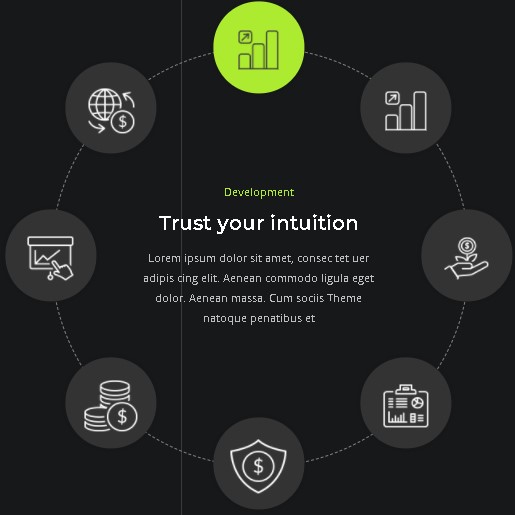 Development
Trust your intuition
Lorem ipsum dolor sit amet, consec tet uer
adipis cing elit. Aenean commodo ligula eget
dolor. Aenean massa. Cum sociis Theme
natoque penatibus et
$
$
$
$